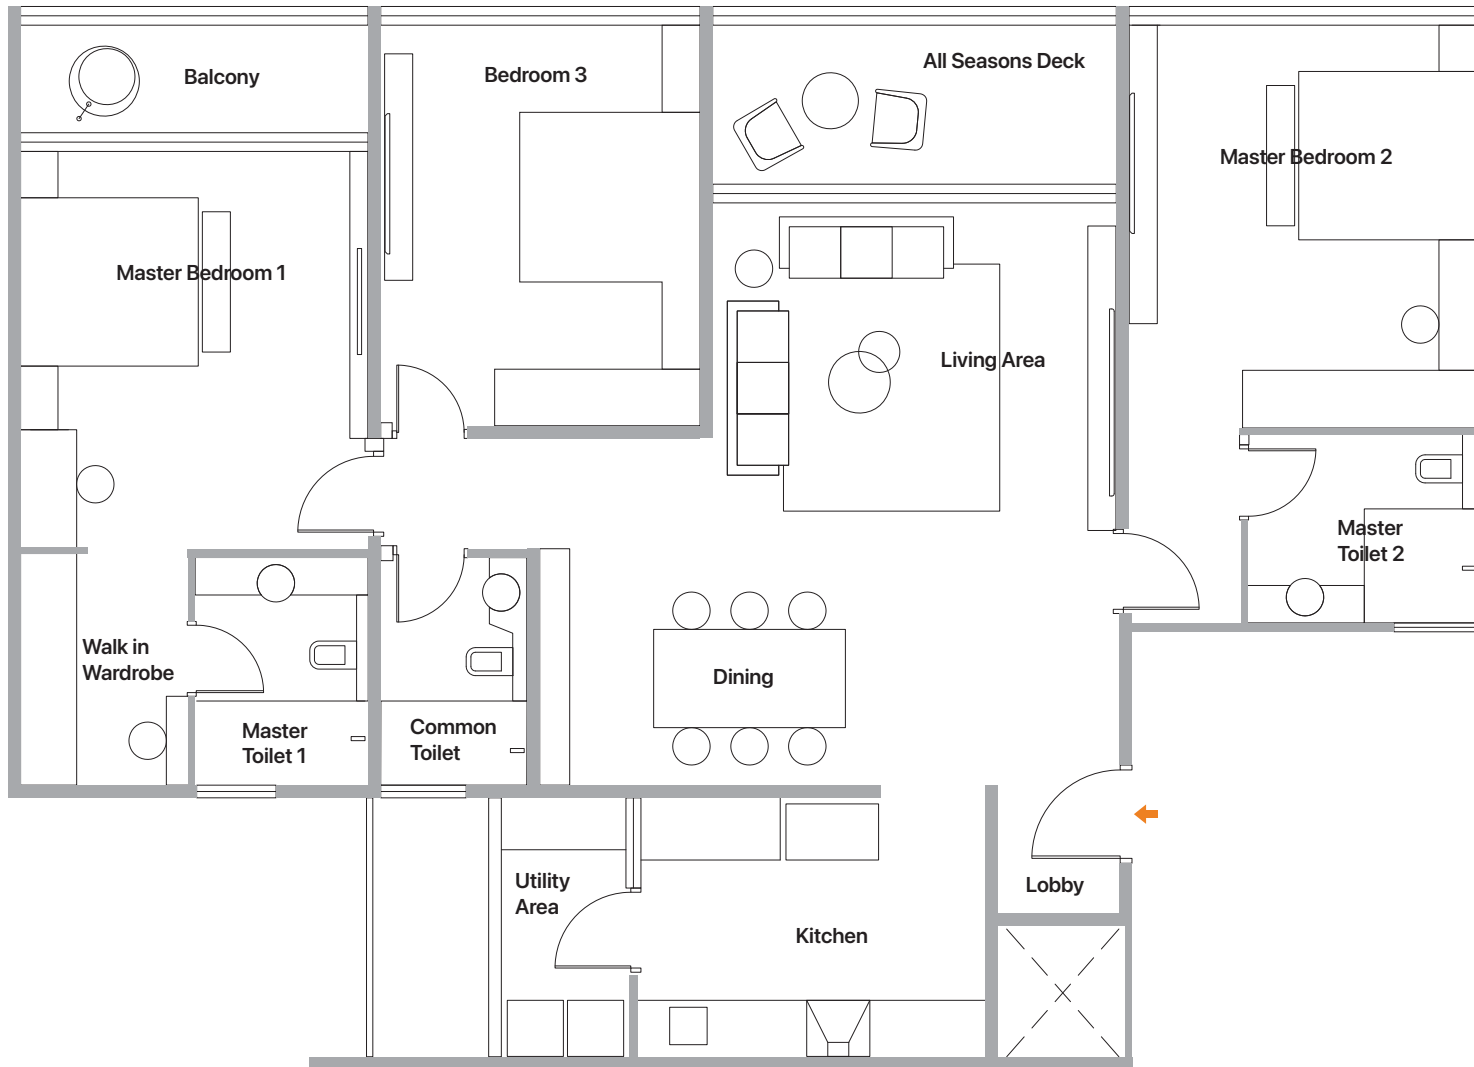 Balcony
Bedroom 3
All Seasons Deck
Master Bedroom 2
Master Bedroom 1
Living Area
Master
Toilet 2
Walk in
Wardrobe
Dining
Master
Toilet 1
Common
Toilet
Utility
Area
Lobby
Kitchen